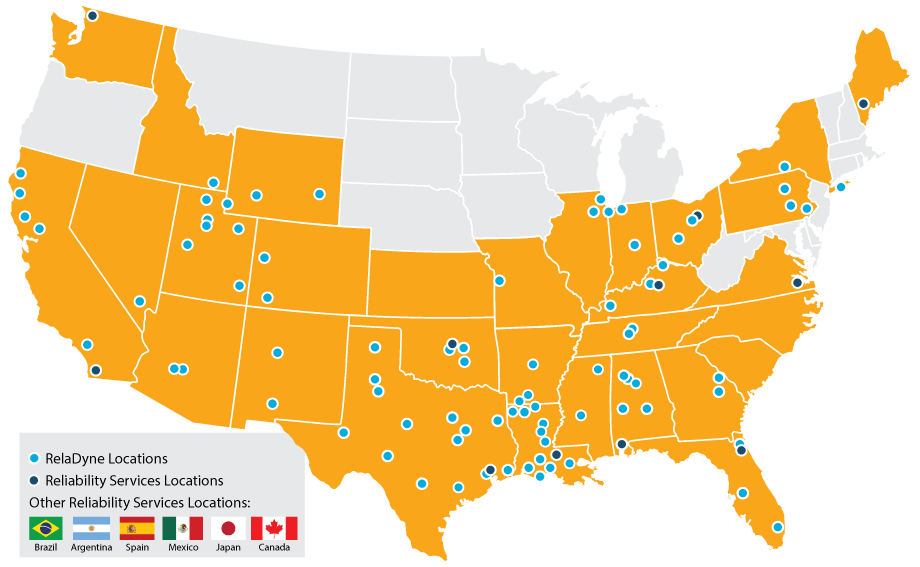 RelaDyne Locations
Reliability Services Locations
Other Reliability Services Locations:
Brazil Argentina Spain Mexico Japan Canada